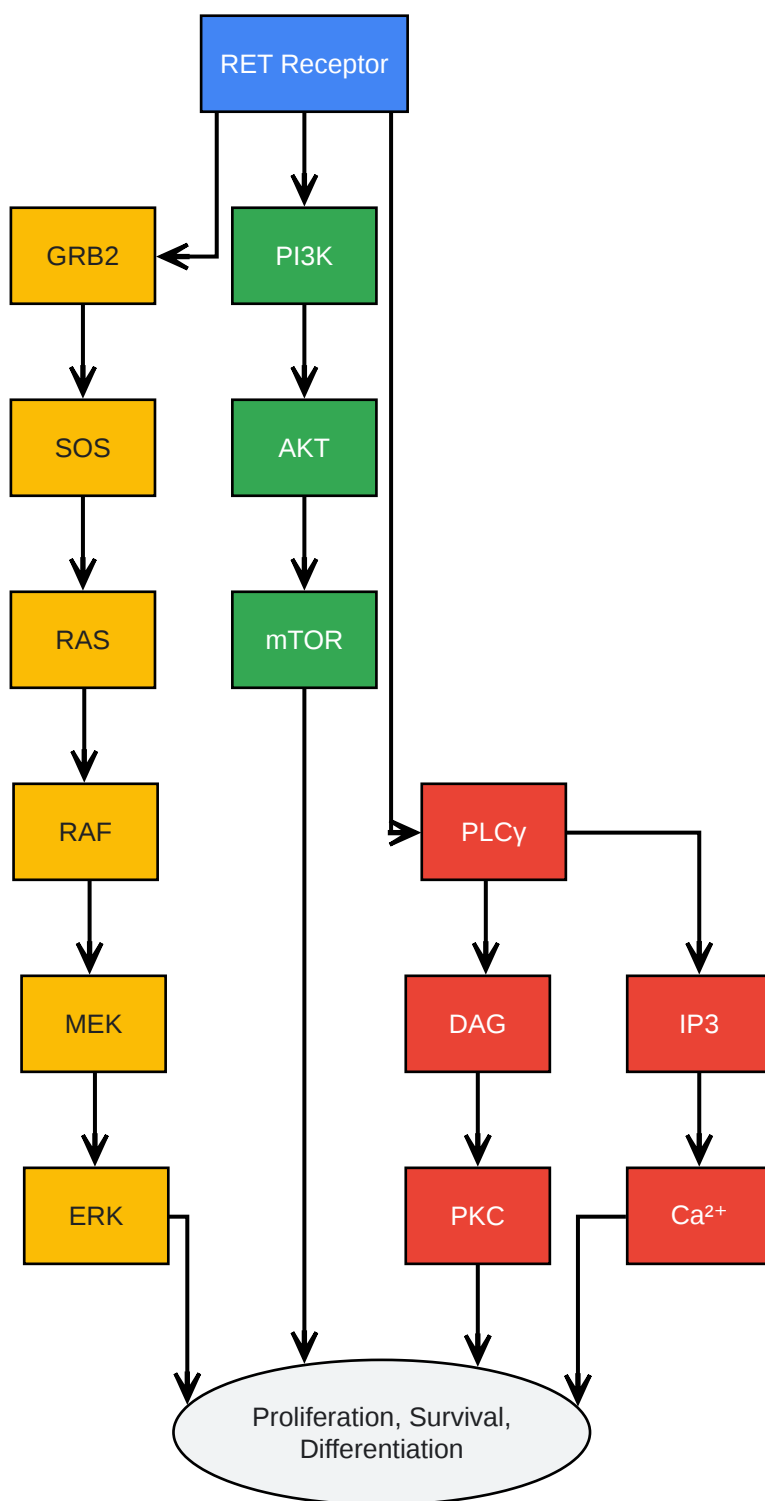 RET Receptor
GRB2
PI3K
SOS
AKT
RAS
mTOR
RAF
PLCγ
MEK
DAG
IP3
ERK
PKC
Ca²⁺
Proliferation, Survival,
Differentiation